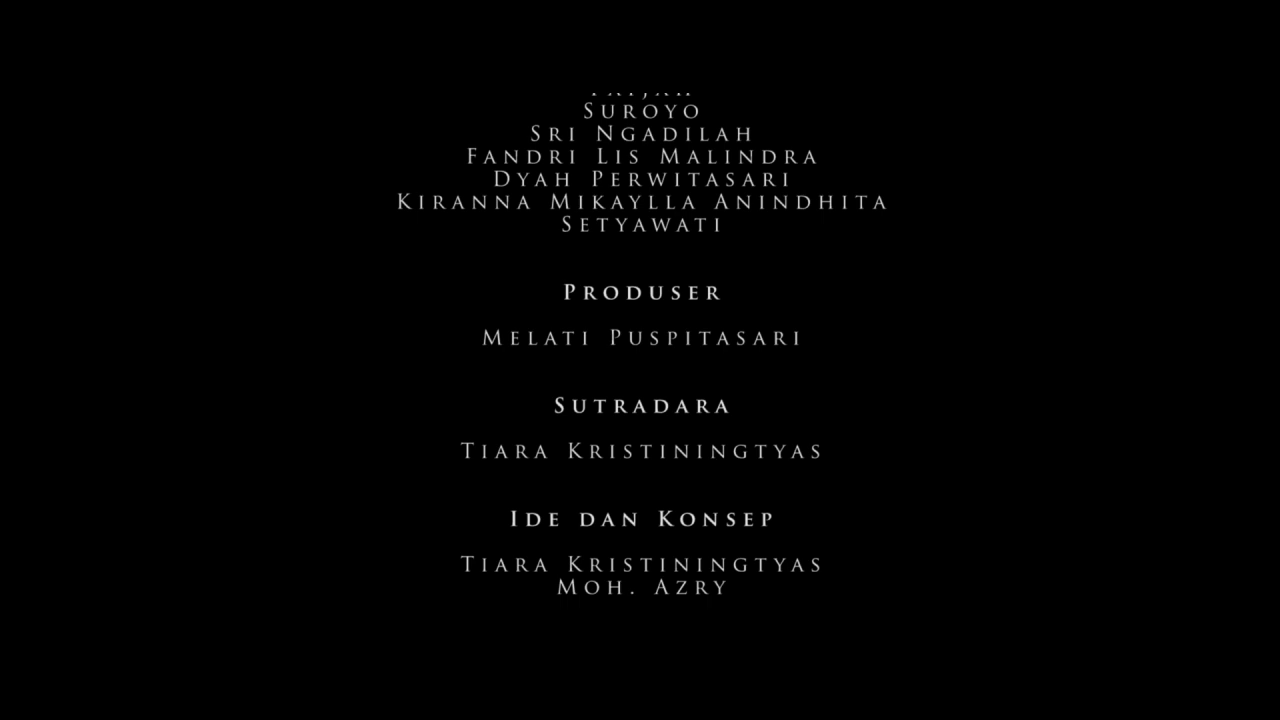 Suroyo
Sri Ngadilah
Fandri Lis Malindra
Dyah Perwitasari
Kiranna Mikaylla Anindhita
Setyawati
Produser
Melati Puspitasari
Sutradara
Tiara Kristiningtyas
Ide dan Konsep
Tiara Kristiningtyas
Moh. Azry